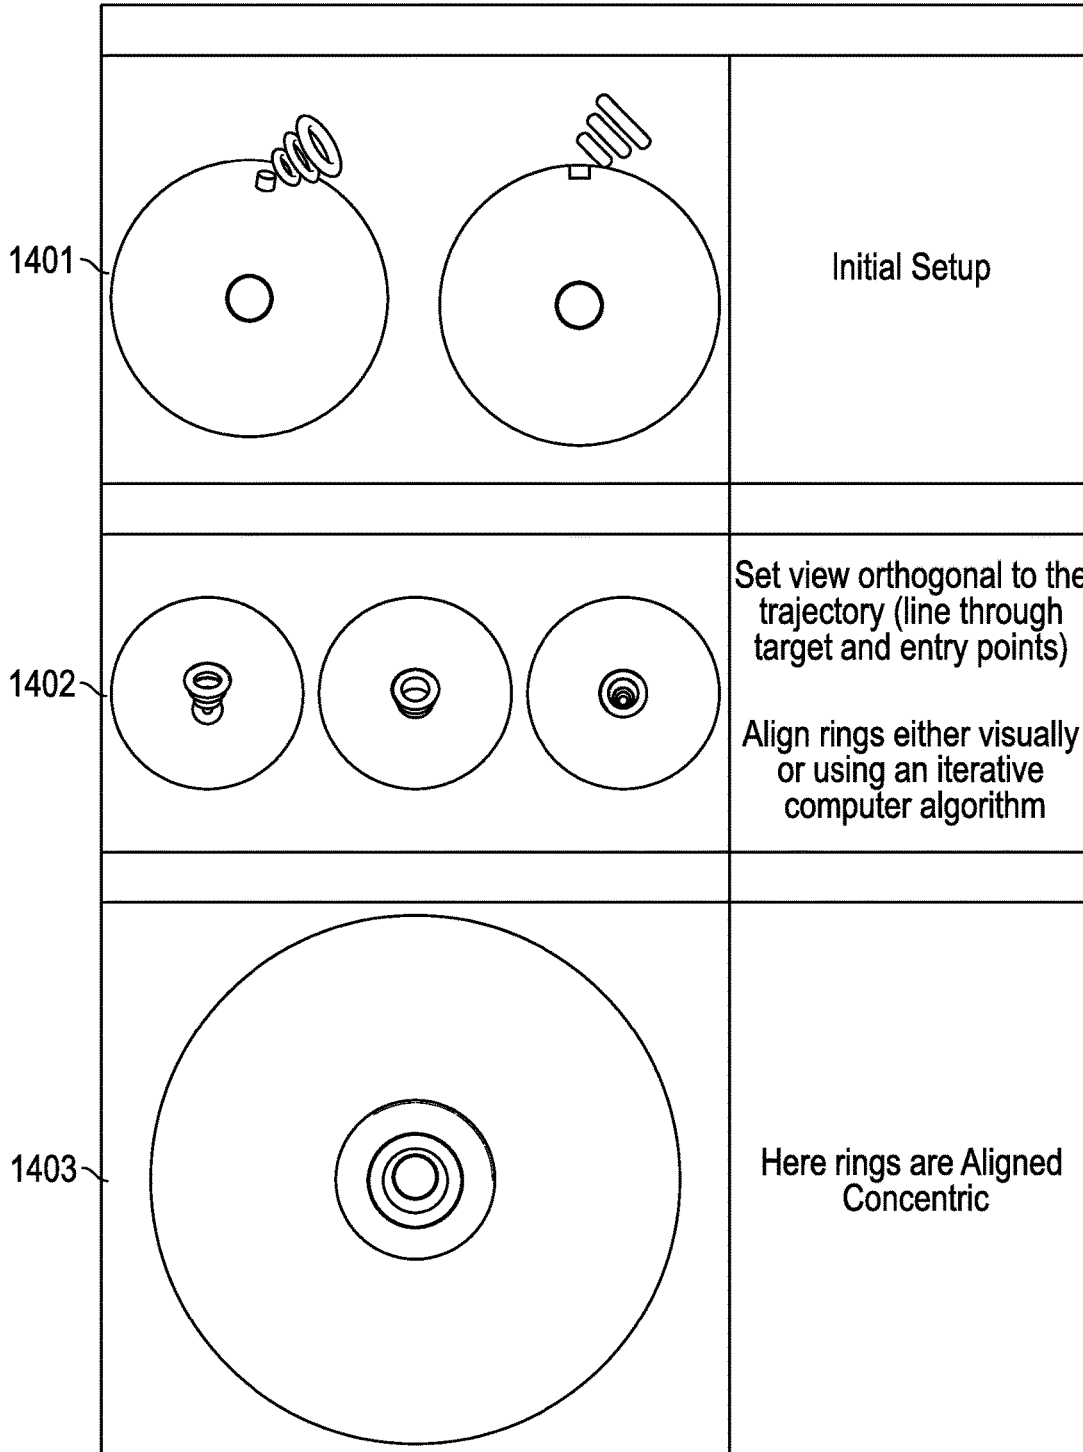 1401
Initial Setup
1402
Set view orthogonal to the
trajectory (line through
target and entry points)
Align rings either visually
or using an iterative
computer algorithm
1403
Here rings are Aligned
Concentric